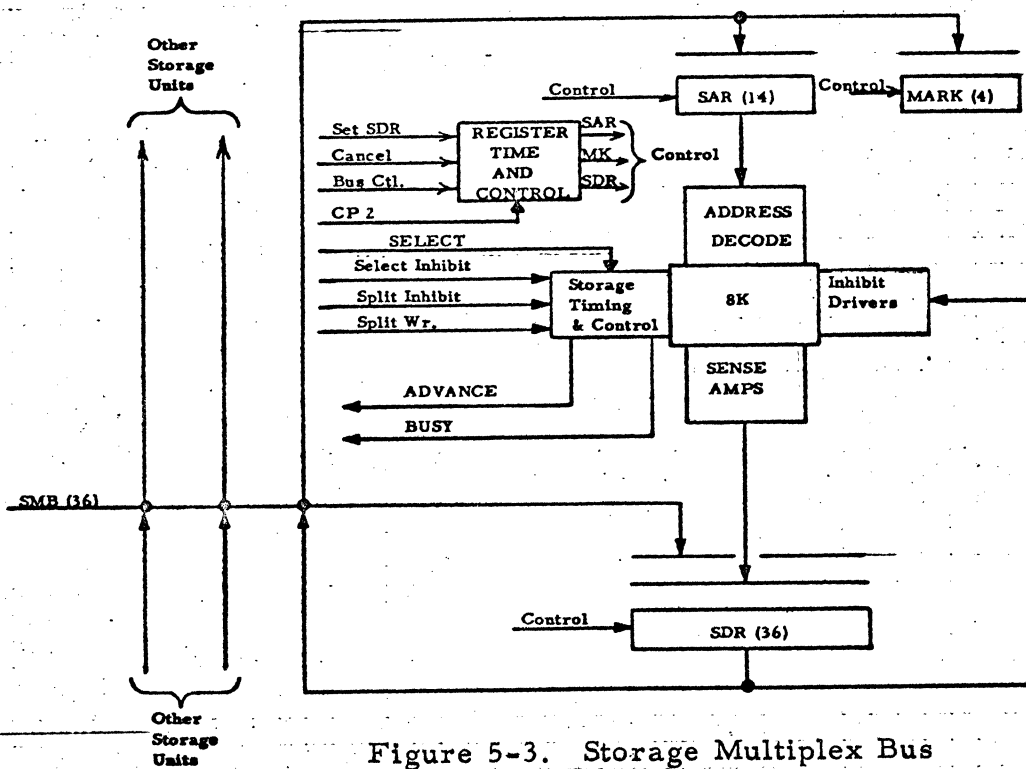 Other
Storage
Units
Control
SAR (14)
Control
MARK (4)
Set SDR
Cancel
Bus Ctl.
CP 2
REGISTER
TIME
AND
CONTROL
SAR
MK
SDR
Control
ADDRESS
DECODE
SELECT
Select Inhibit
Split Inhibit
Split Wr.
Storage
Timing
& Control
8K
Inhibit
Drivers
SENSE
AMPS
ADVANCE
BUSY
SMB (36)
Control
SDR (36)
Other
Storage
Units
Figure 5-3. Storage Multiplex Bus